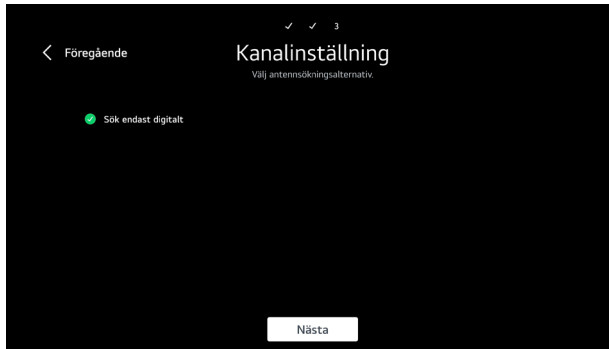 ✓ ✓ 3
Föregående
Kanalinställning
Välj antennsökningsalternativ.
Sök endast digitalt
Nästa